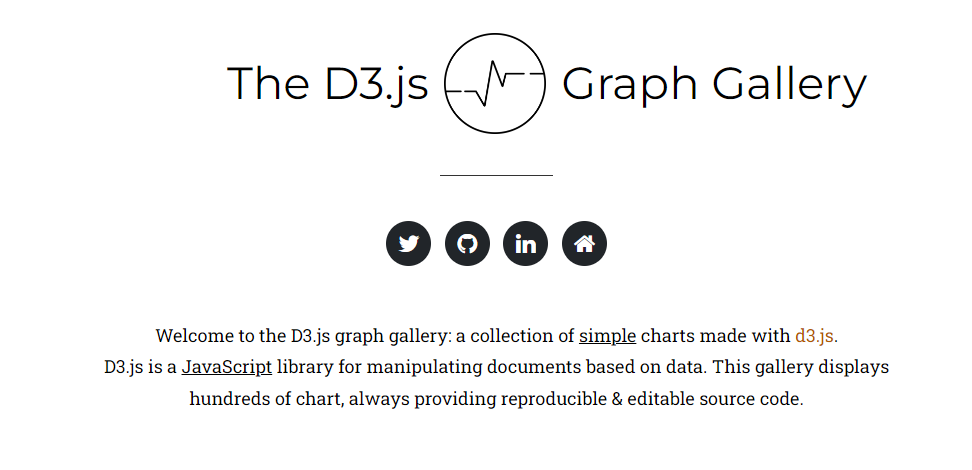 The D3.js Graph Gallery
Welcome to the D3.js graph gallery: a collection of simple charts made with d3.js.
D3.js is a JavaScript library for manipulating documents based on data. This gallery displays
hundreds of chart, always providing reproducible & editable source code.